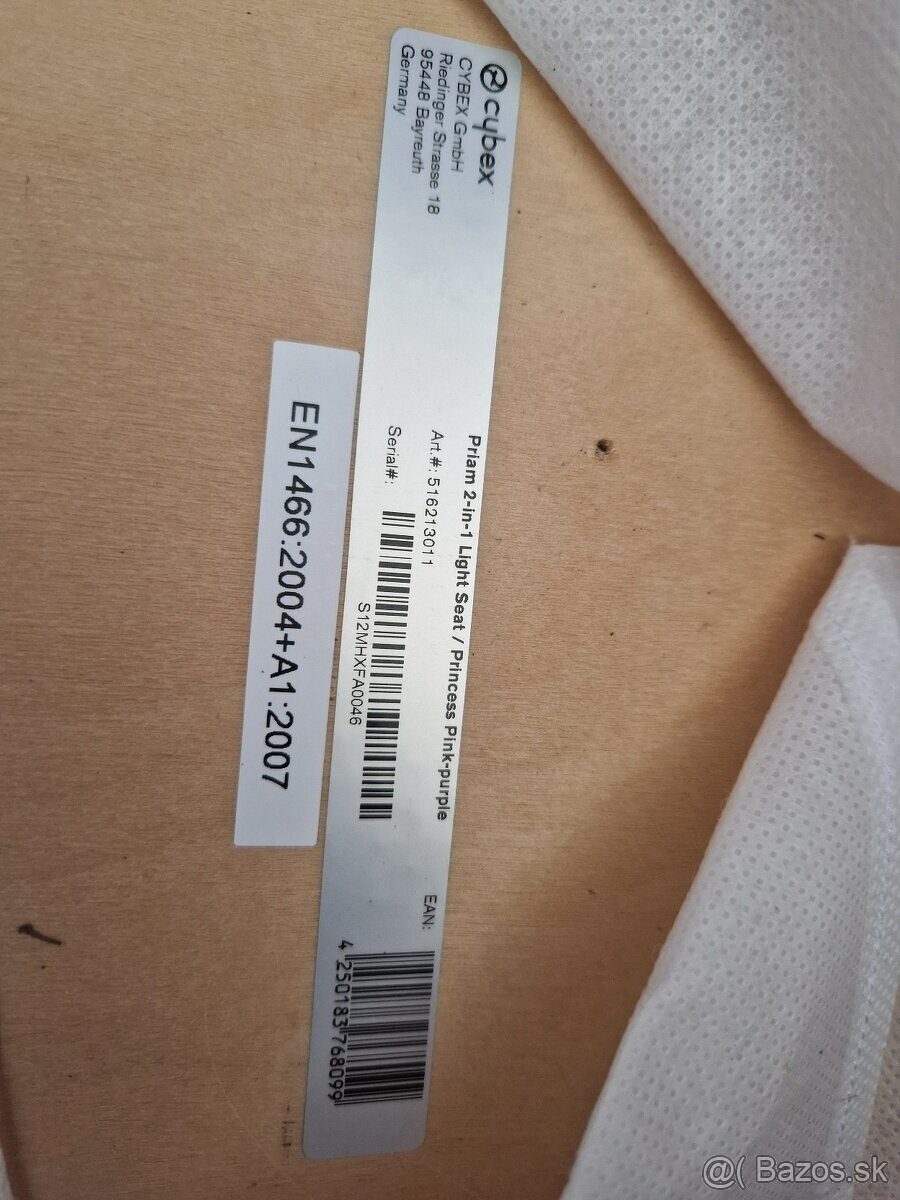 cybex
CYBEX GmbH
Riedinger Strasse 18
95448 Bayreuth
Germany
Priam 2-in-1 Light Seat / Princess Pink-purple
Art.#: 516213011
Serial#:
S12MHXFA0046
EAN:
4 250183 768099
EN1466:2004+A1:2007
@( Bazos.sk